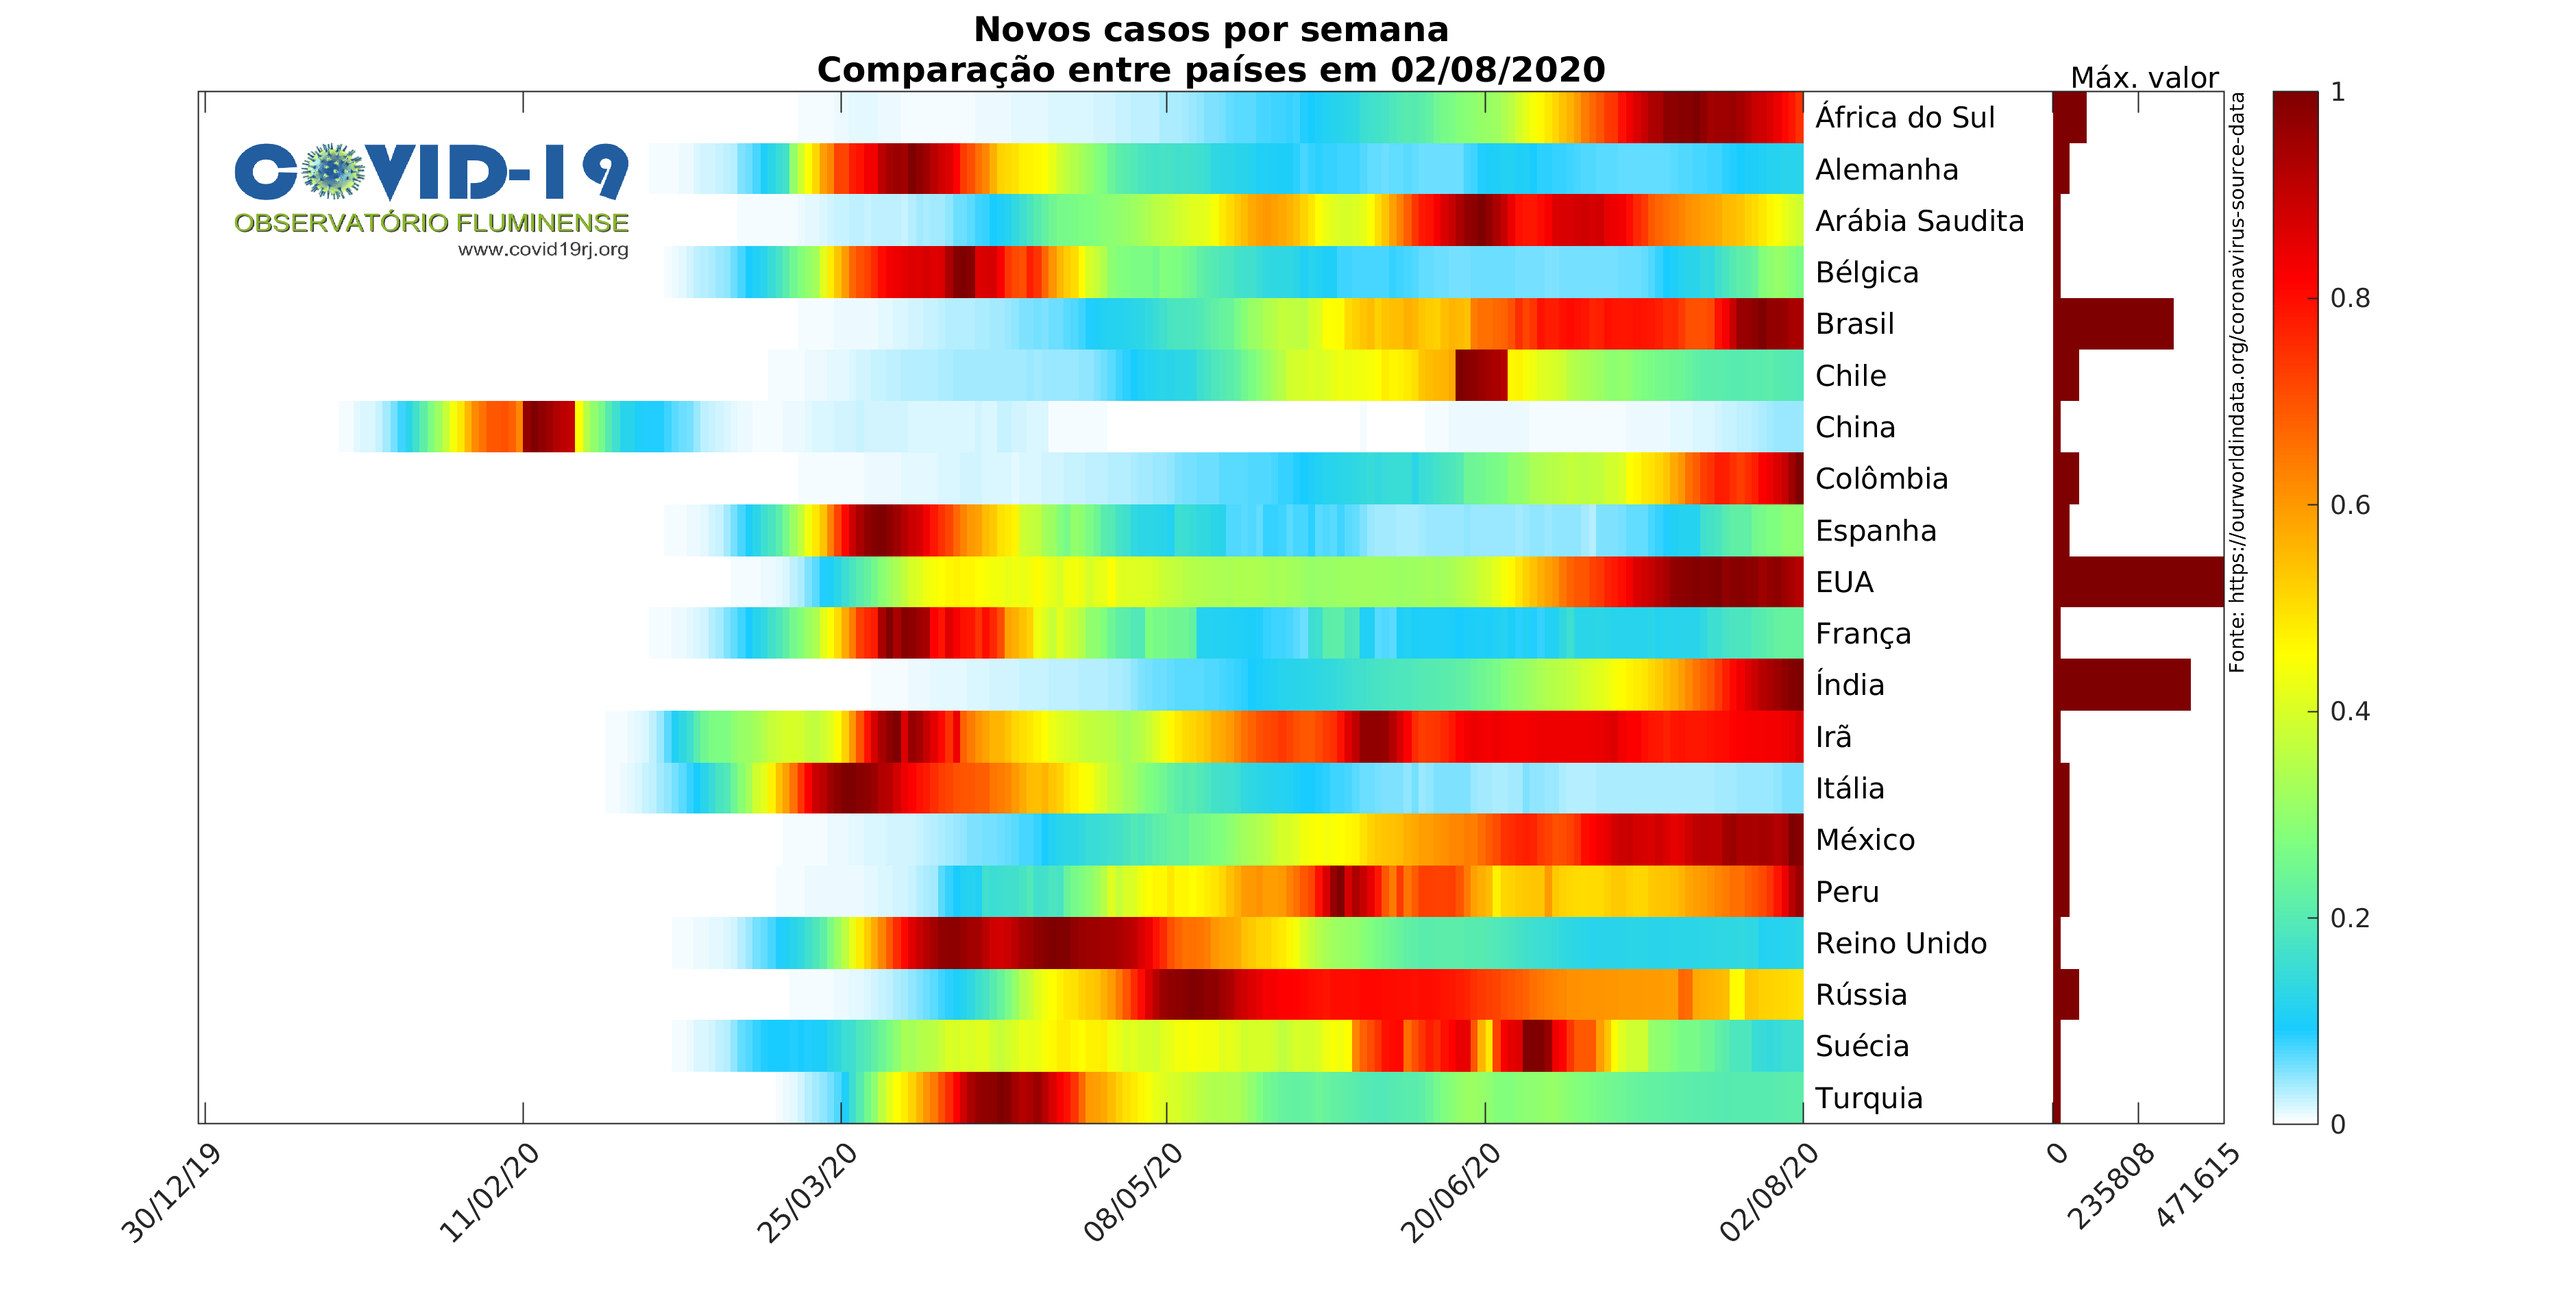 Novos casos por semana
Comparação entre países em 02/08/2020
Máx. valor
COVID-19
OBSERVATÓRIO FLUMINENSE
www.covid19rj.org
África do Sul
Alemanha
Arábia Saudita
Bélgica
Brasil
Chile
China
Colômbia
Espanha
EUA
França
Índia
Irã
Itália
México
Peru
Reino Unido
Rússia
Suécia
Turquia
Fonte: https://ourworldindata.org/coronavirus-source-data
1
0.8
0.6
0.4
0.2
0
30/12/19
11/02/20
25/03/20
08/05/20
20/06/20
02/08/20
0
235808
471615